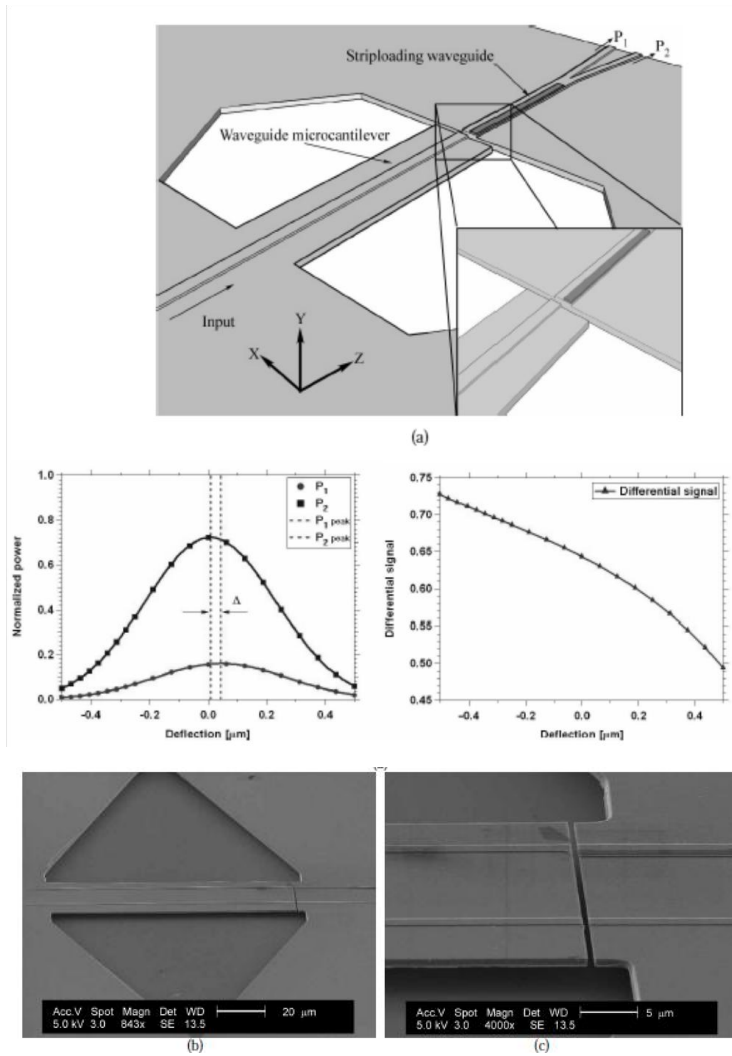 P1
P2
Striploading waveguide
Waveguide microcantilever
Input
Y
X
Z
(a)
1.0
0.8
0.6
0.4
0.2
0.0
Normalized power
P1
P2
P1 peak
P2 peak
Δ
-0.4 -0.2 0.0 0.2 0.4
Deflection [μm]
0.75
0.70
0.65
0.60
0.55
0.50
0.45
Differential signal
Differential signal
-0.4 -0.2 0.0 0.2 0.4
Deflection [μm]
Acc.V Spot Magn Det WD
5.0 kV 3.0 843x SE 13.5
20 μm
(b)
Acc.V Spot Magn Det WD
5.0 kV 3.0 4000x SE 13.5
5 μm
(c)